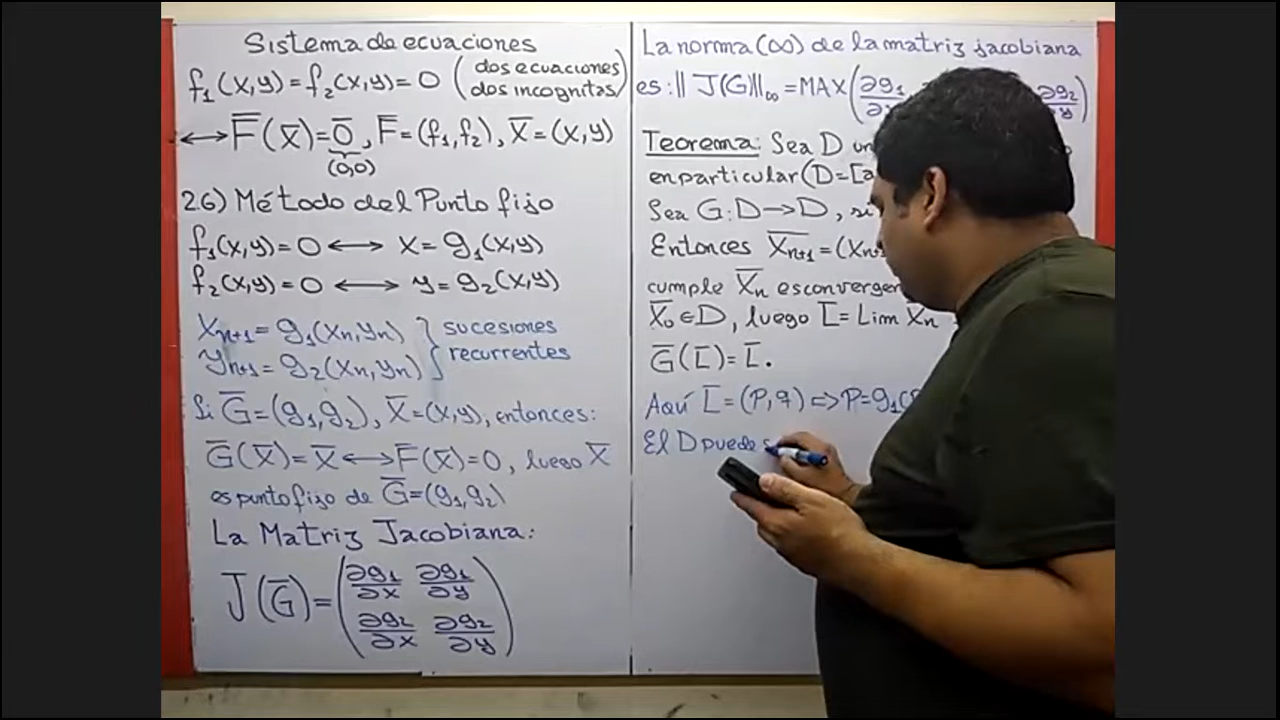 Sistema de ecuaciones
f₁(x,y)=f₂(x,y)=0 (dos ecuaciones
dos incognitas)
↔ F̅(X̅)=0̅, F̅=(f₁,f₂), X̅=(x,y)
(0,0)
26) Método del Punto fijo
f₁(x,y)=0 ↔ x=g₁(x,y)
f₂(x,y)=0 ↔ y=g₂(x,y)
Xₙ₊₁=g₁(xₙ,yₙ) } sucesiones
yₙ₊₁=g₂(xₙ,yₙ) } recurrentes
Si G̅=(g₁,g₂), X̅=(x,y), entonces:
G̅(X̅)=X̅ ↔ F̅(X̅)=0, luego X̅
es punto fijo de G̅=(g₁,g₂)
La Matriz Jacobiana:
J(G̅)=(∂g₁/∂x ∂g₁/∂y
∂g₂/∂x ∂g₂/∂y)
La norma (∞) de la matriz jacobiana
es: ‖J(G)‖∞=MAX(∂g₁ ∂g₂/∂y)
Teorema: Sea D
en particular (D=[a
Sea G:D→D,
Entonces X̅ₙ₊₁=(Xₙ₊₁
cumple X̅ₙ es
X̅₀∈D, luego L̅=Lim Xₙ
G̅(L̅)=L̅.
Aquí L̅=(P,q) ⇒ P=g₁(
El D puede